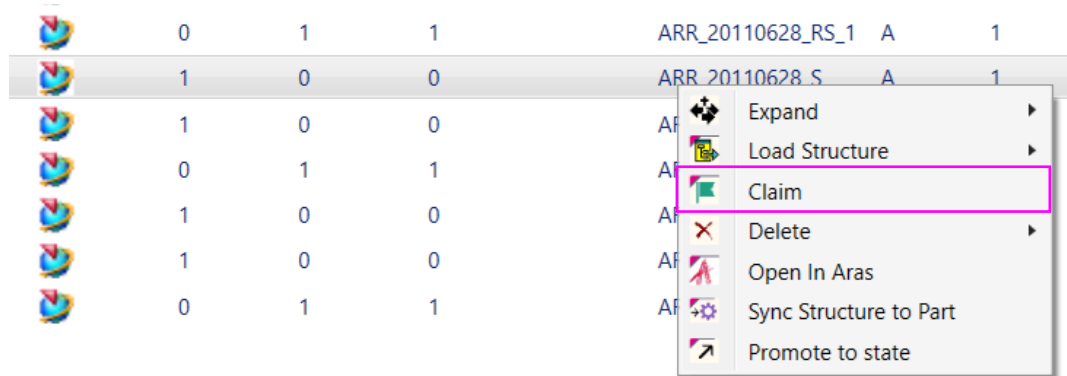 0 1 1 ARR_20110628_RS_1 A 1
1 0 0 ARR_20110628_S A 1
1 0 0
0 1 1
1 0 0
1 0 0
0 1 1
Expand
Load Structure
Claim
Delete
Open In Aras
Sync Structure to Part
Promote to state